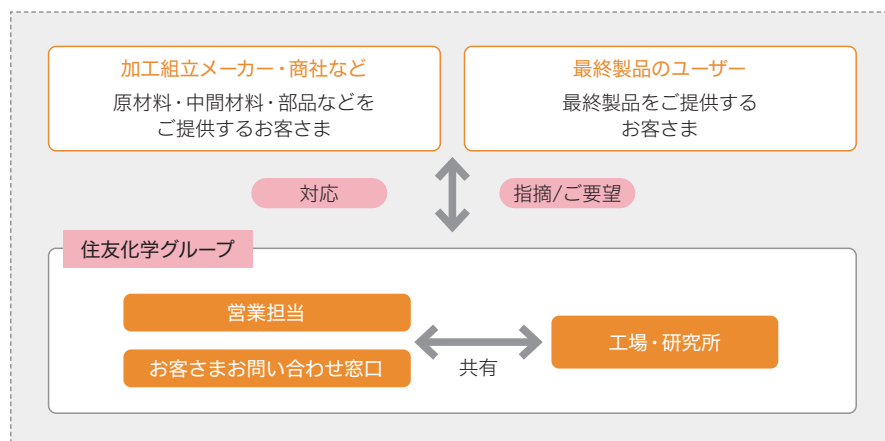 加工組立メーカー・商社など
原材料・中間材料・部品などを
ご提供するお客さま
最終製品のユーザー
最終製品をご提供する
お客さま
対応
指摘/ご要望
住友化学グループ
営業担当
お客さまお問い合わせ窓口
共有
工場・研究所